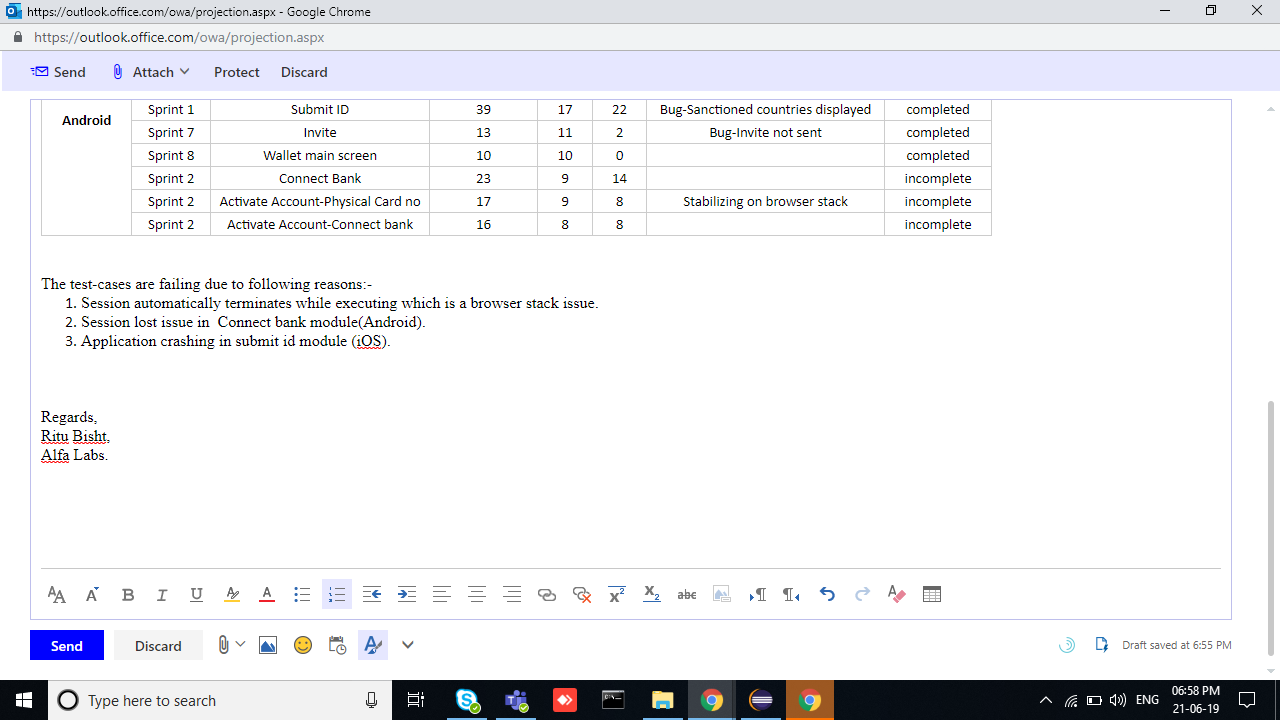 https://outlook.office.com/owa/projection.aspx - Google Chrome
https://outlook.office.com/owa/projection.aspx
Send Attach Protect Discard
Android
Sprint 1 Submit ID 39 17 22 Bug-Sanctioned countries displayed completed
Sprint 7 Invite 13 11 2 Bug-Invite not sent completed
Sprint 8 Wallet main screen 10 10 0 completed
Sprint 2 Connect Bank 23 9 14 incomplete
Sprint 2 Activate Account-Physical Card no 17 9 8 Stabilizing on browser stack incomplete
Sprint 2 Activate Account-Connect bank 16 8 8 incomplete
The test-cases are failing due to following reasons:-
1. Session automatically terminates while executing which is a browser stack issue.
2. Session lost issue in  Connect bank module(Android).
3. Application crashing in submit id module (iOS).
Regards,
Ritu Bisht,
Alfa Labs.
Send Discard Draft saved at 6:55 PM
Type here to search
ENG
06:58 PM
21-06-19